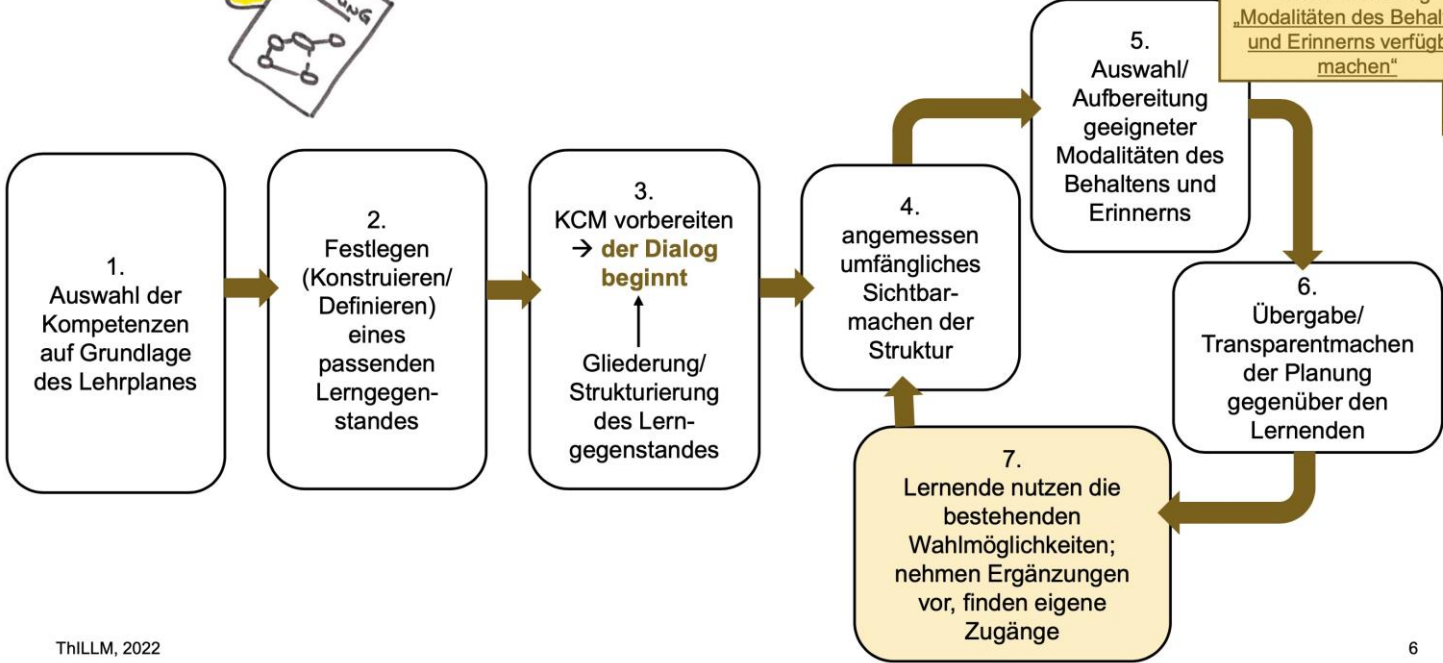 „Modalitäten des Behal
und Erinnerns verfügb
machen“
1.
Auswahl der
Kompetenzen
auf Grundlage
des Lehrplanes
2.
Festlegen
(Konstruieren/
Definieren)
eines
passenden
Lerngegen-
standes
3.
KCM vorbereiten
→ der Dialog
beginnt
Gliederung/
Strukturierung
des Lern-
gegenstandes
4.
angemessen
umfängliches
Sichtbar-
machen der
Struktur
5.
Auswahl/
Aufbereitung
geeigneter
Modalitäten des
Behaltens und
Erinnerns
6.
Übergabe/
Transparentmachen
der Planung
gegenüber den
Lernenden
7.
Lernende nutzen die
bestehenden
Wahlmöglichkeiten;
nehmen Ergänzungen
vor, finden eigene
Zugänge
ThILLM, 2022
6